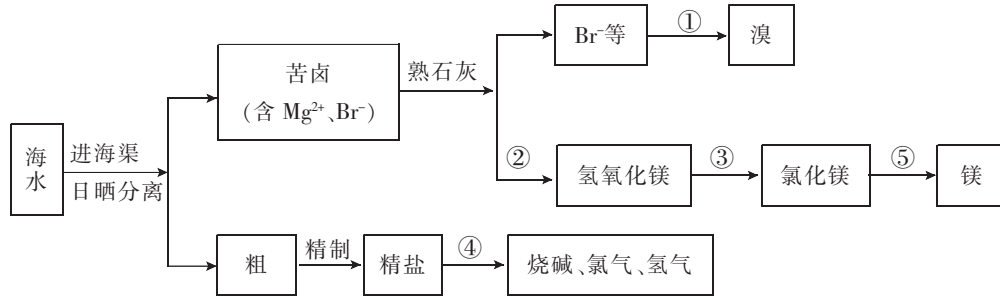 海水
进海渠
日晒分离
苦卤
(含 Mg²⁺、Br⁻)
熟石灰
Br⁻等
①
溴
②
氢氧化镁
③
氯化镁
⑤
镁
粗
精制
精盐
④
烧碱、氯气、氢气